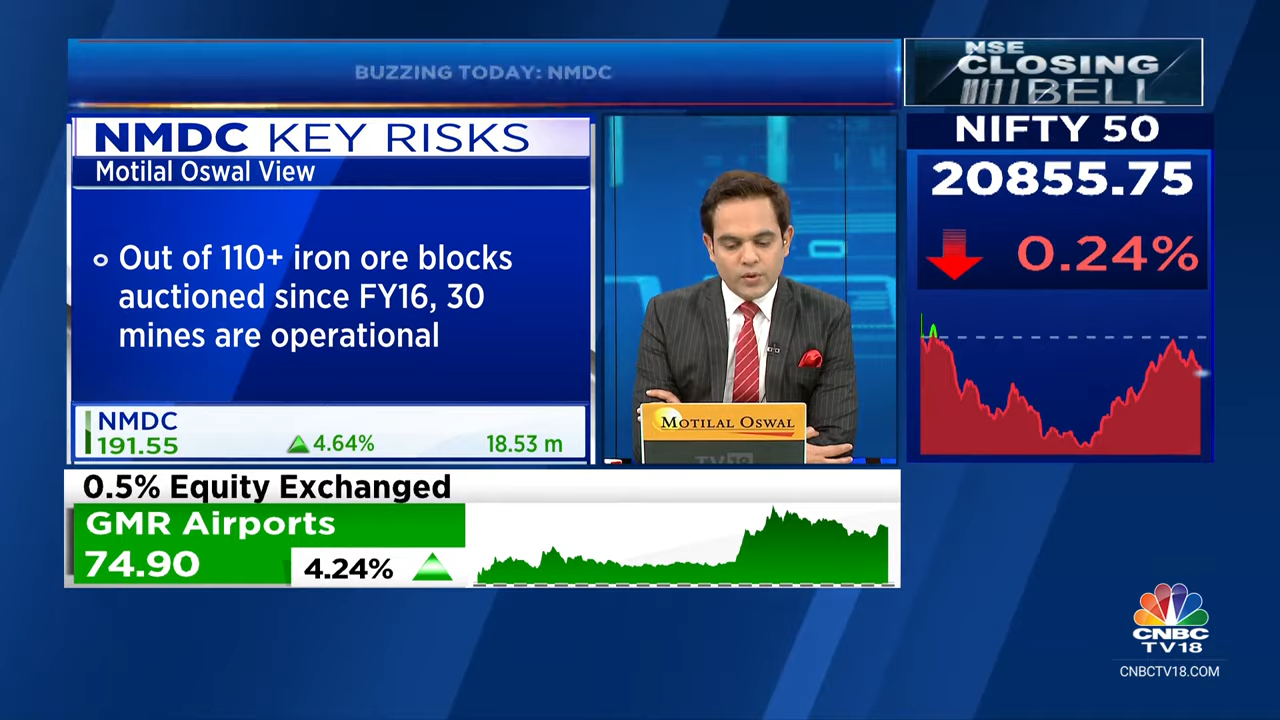 BUZZING TODAY: NMDC
NSE
CLOSING
BELL
NMDC KEY RISKS
Motilal Oswal View
Out of 110+ iron ore blocks
auctioned since FY16, 30
mines are operational
NMDC
191.55
4.64%
18.53 m
MOTILAL OSWAL
TV18
NIFTY 50
20855.75
0.24%
0.5% Equity Exchanged
GMR Airports
74.90
4.24%
CNBC
TV18
CNBCTV18.COM